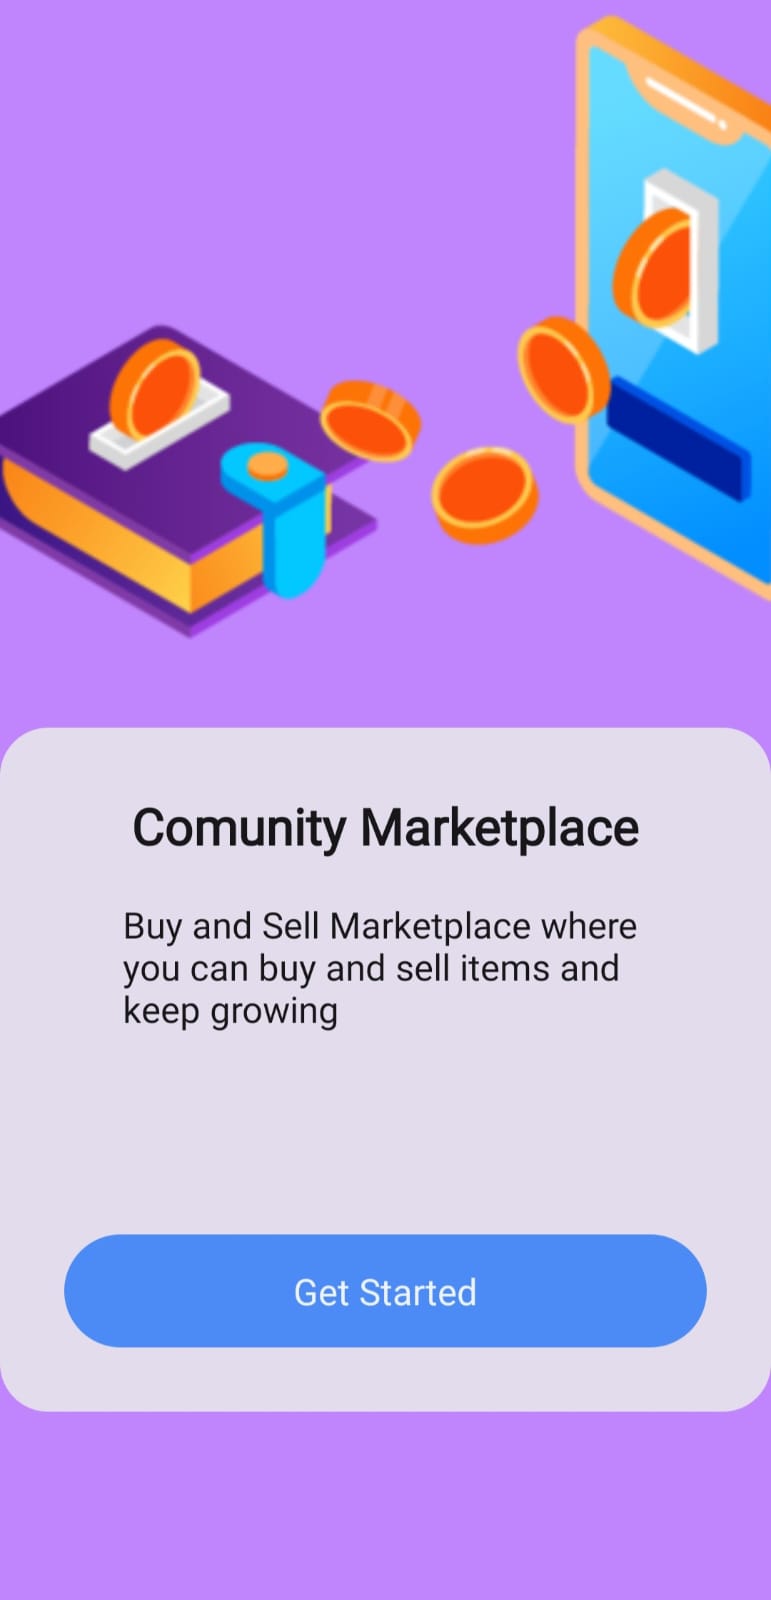 Comunity Marketplace
Buy and Sell Marketplace where
you can buy and sell items and
keep growing
Get Started